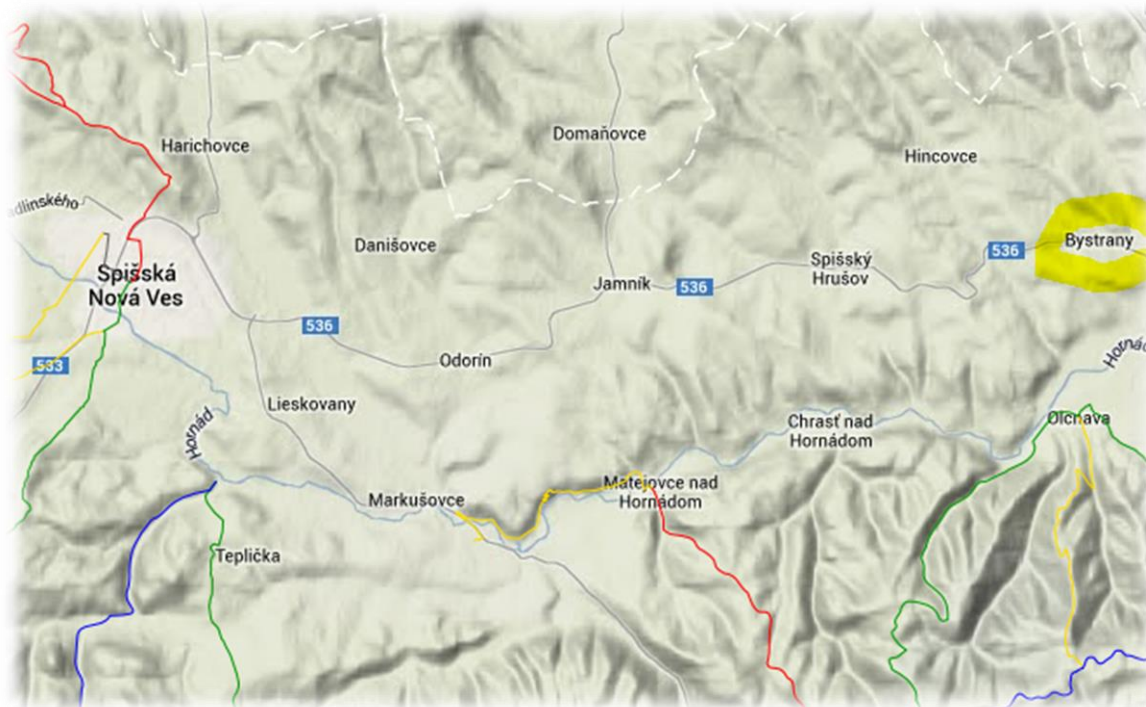 Domaňovce
Harichovce
Hincovce
adlinského
Bystrany
Danišovce
536
Spišský
Hrušov
Spišská
Nová Ves
Jamník
536
536
Hornád
533
Odorín
Lieskovany
Olcnava
Chrasť nad
Hornádom
Hornád
Matejovce nad
Hornádom
Markušovce
Teplička